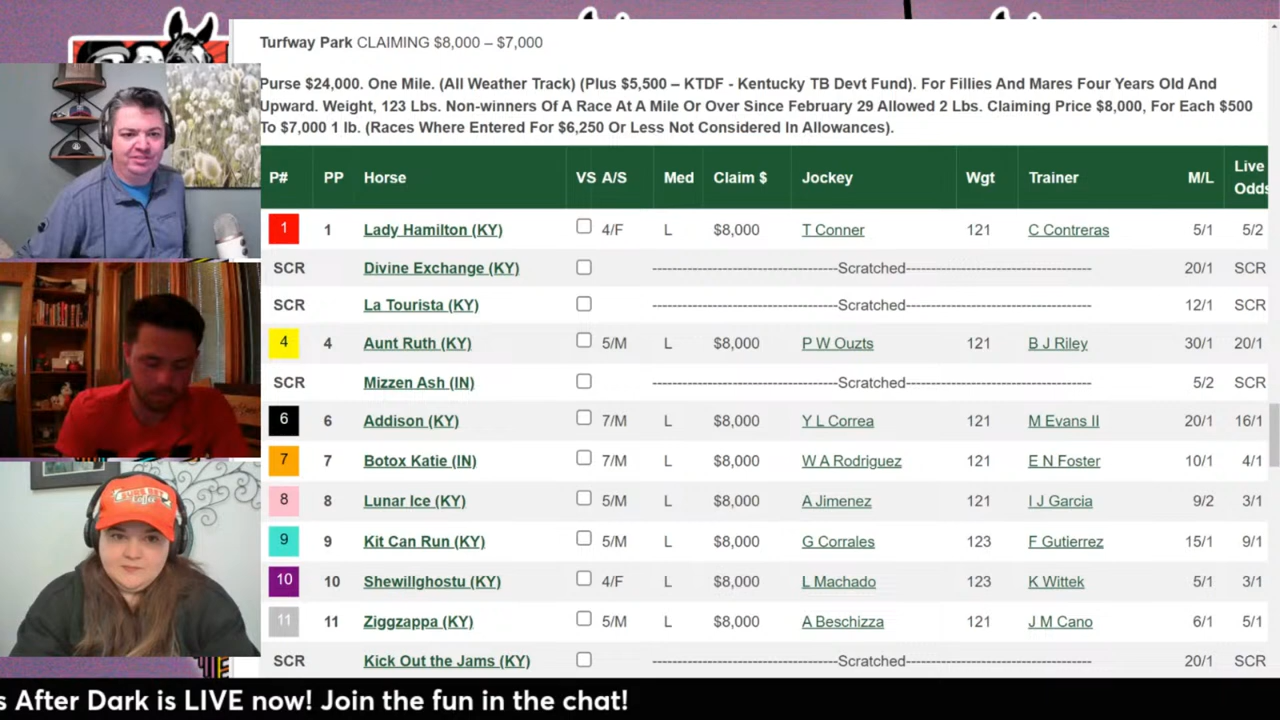 Turfway Park CLAIMING $8,000 – $7,000
Purse $24,000. One Mile. (All Weather Track) (Plus $5,500 – KTDF - Kentucky TB Devt Fund). For Fillies And Mares Four Years Old And
Upward. Weight, 123 Lbs. Non-winners Of A Race At A Mile Or Over Since February 29 Allowed 2 Lbs. Claiming Price $8,000, For Each $500
To $7,000 1 lb. (Races Where Entered For $6,250 Or Less Not Considered In Allowances).
P# PP Horse VS A/S Med Claim $ Jockey Wgt Trainer M/L Live Odds
1 1 Lady Hamilton (KY) 4/F L $8,000 T Conner 121 C Contreras 5/1 5/2
SCR Divine Exchange (KY) ----------------------------------Scratched---------------------------------- 20/1 SCR
SCR La Tourista (KY) ----------------------------------Scratched---------------------------------- 12/1 SCR
4 4 Aunt Ruth (KY) 5/M L $8,000 P W Ouzts 121 B J Riley 30/1 20/1
SCR Mizzen Ash (IN) ----------------------------------Scratched---------------------------------- 5/2 SCR
6 6 Addison (KY) 7/M L $8,000 Y L Correa 121 M Evans II 20/1 16/1
7 7 Botox Katie (IN) 7/M L $8,000 W A Rodriguez 121 E N Foster 10/1 4/1
8 8 Lunar Ice (KY) 5/M L $8,000 A Jimenez 121 I J Garcia 9/2 3/1
9 9 Kit Can Run (KY) 5/M L $8,000 G Corrales 123 F Gutierrez 15/1 9/1
10 10 Shewillghostu (KY) 4/F L $8,000 L Machado 123 K Wittek 5/1 3/1
11 11 Ziggzappa (KY) 5/M L $8,000 A Beschizza 121 J M Cano 6/1 5/1
SCR Kick Out the Jams (KY) ----------------------------------Scratched---------------------------------- 20/1 SCR
s After Dark is LIVE now! Join the fun in the chat!